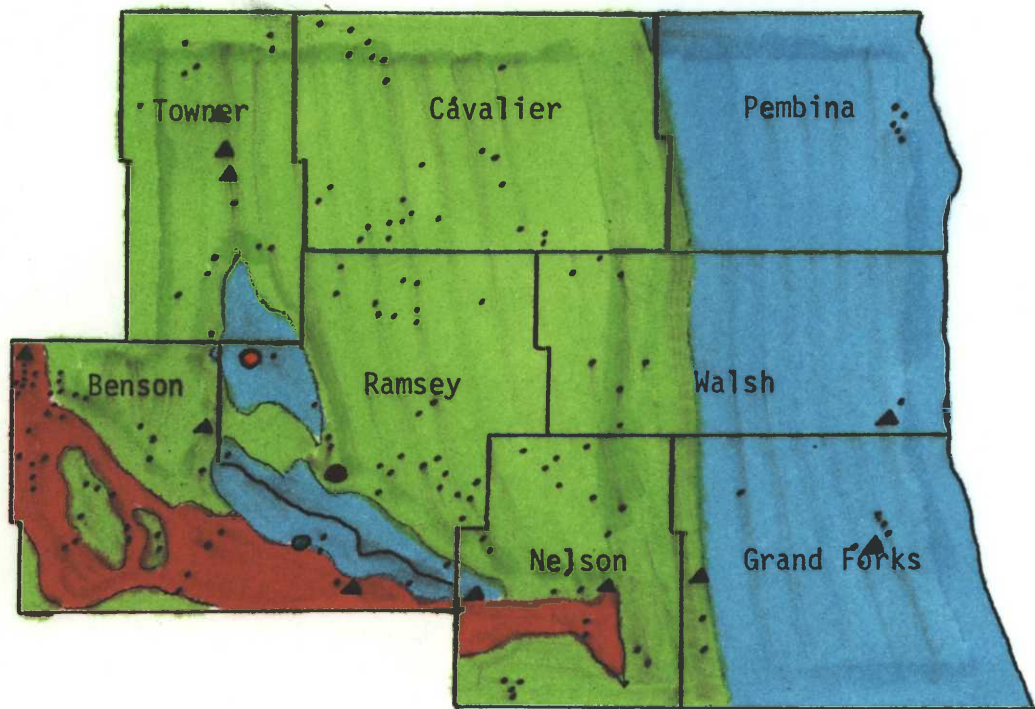 Towner
Cavalier
Pembina
Benson
Ramsey
Walsh
Nelson
Grand Forks